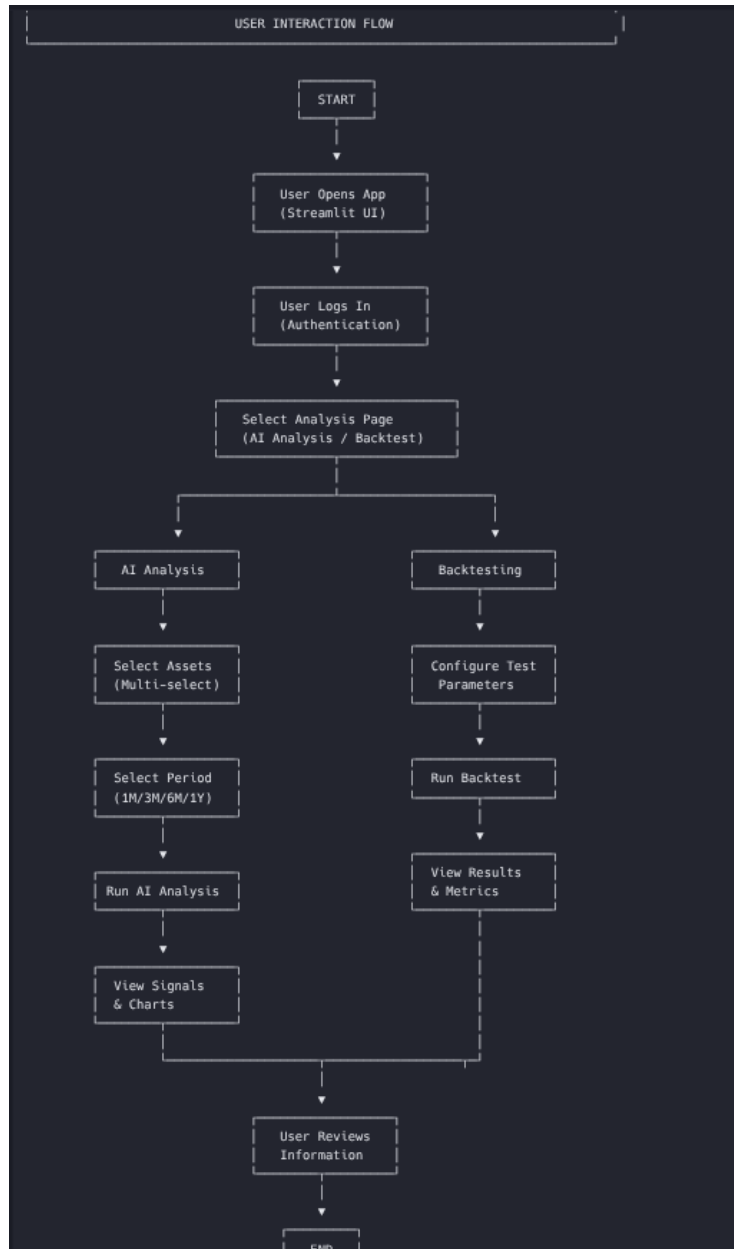 USER INTERACTION FLOW
START
User Opens App
(Streamlit UI)
User Logs In
(Authentication)
Select Analysis Page
(AI Analysis / Backtest)
AI Analysis
Backtesting
Select Assets
(Multi-select)
Configure Test
Parameters
Select Period
(1M/3M/6M/1Y)
Run Backtest
Run AI Analysis
View Results
& Metrics
View Signals
& Charts
User Reviews
Information
END